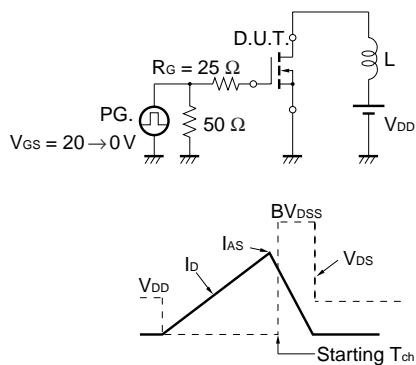 D.U.T.
RG = 25 Ω
L
PG.
50 Ω
VDD
VGS = 20 → 0 V
BVDSS
IAS
ID
VDS
VDD
Starting Tch